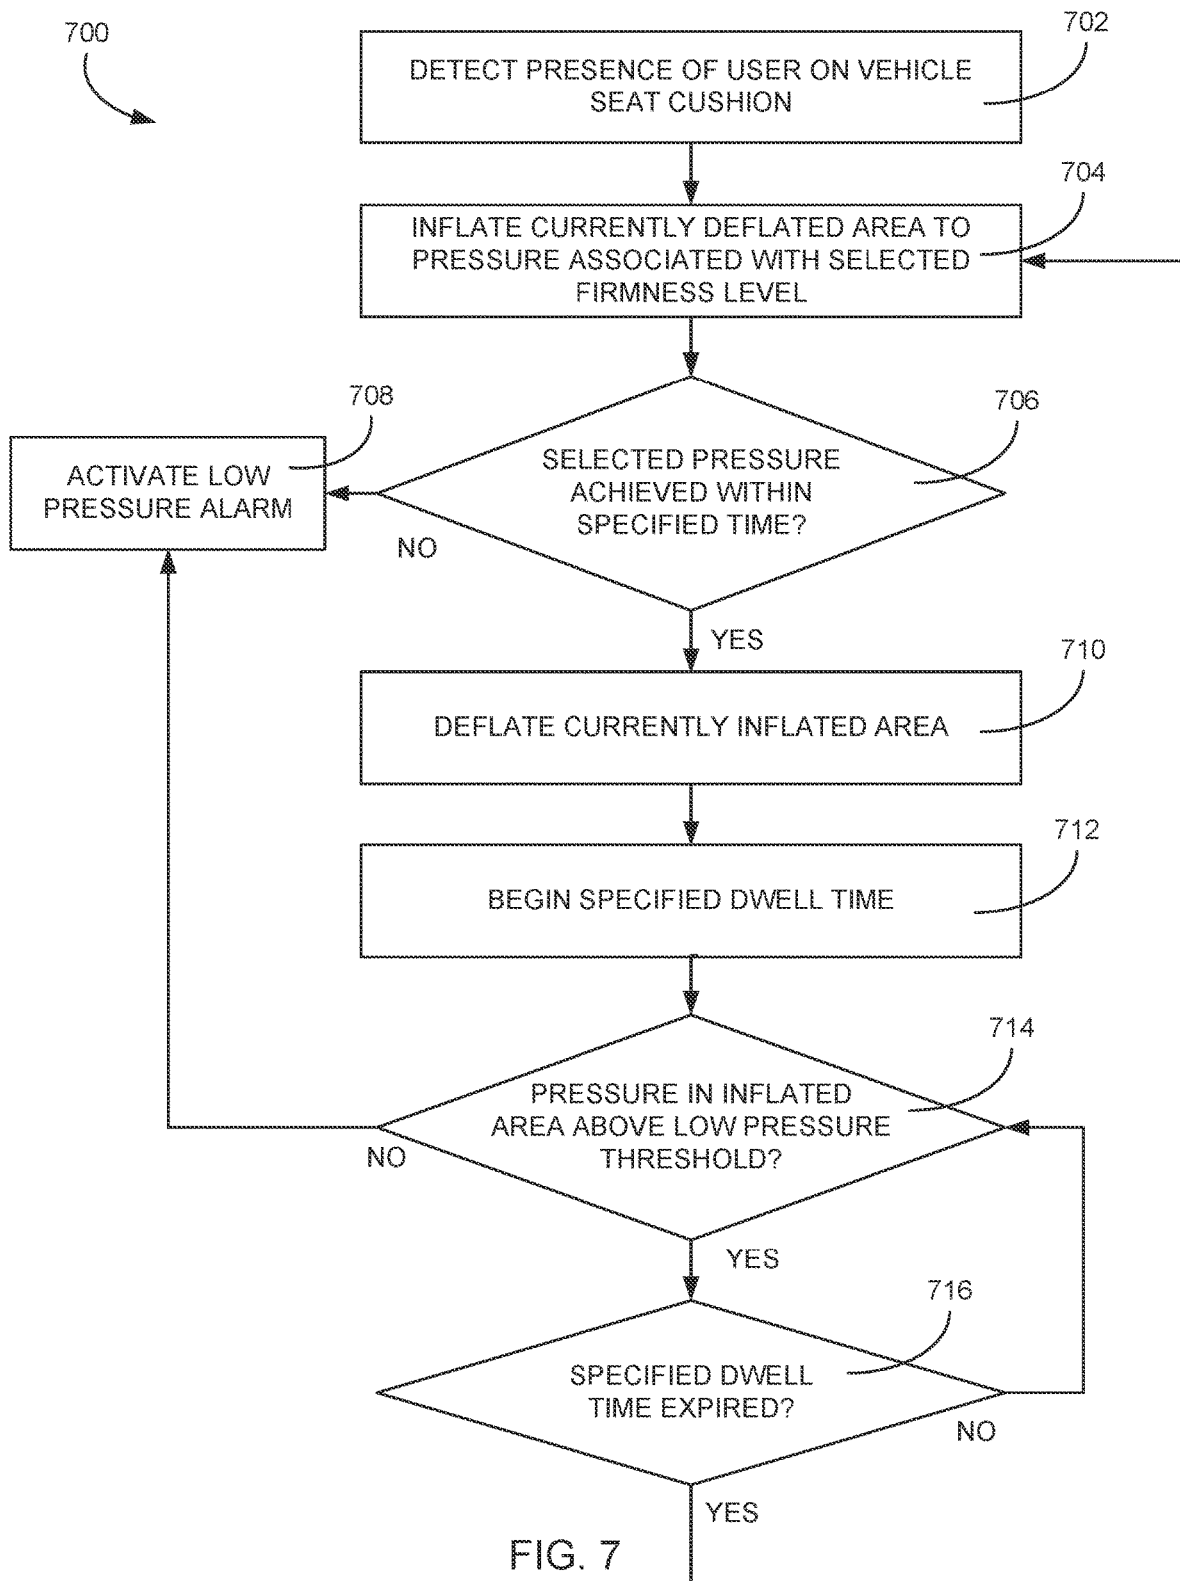 700
702
DETECT PRESENCE OF USER ON VEHICLE
SEAT CUSHION
704
INFLATE CURRENTLY DEFLATED AREA TO
PRESSURE ASSOCIATED WITH SELECTED
FIRMNESS LEVEL
708
706
ACTIVATE LOW
PRESSURE ALARM
SELECTED PRESSURE
ACHIEVED WITHIN
SPECIFIED TIME?
NO
YES
710
DEFLATE CURRENTLY INFLATED AREA
712
BEGIN SPECIFIED DWELL TIME
714
PRESSURE IN INFLATED
AREA ABOVE LOW PRESSURE
THRESHOLD?
NO
YES
716
SPECIFIED DWELL
TIME EXPIRED?
NO
YES
FIG. 7